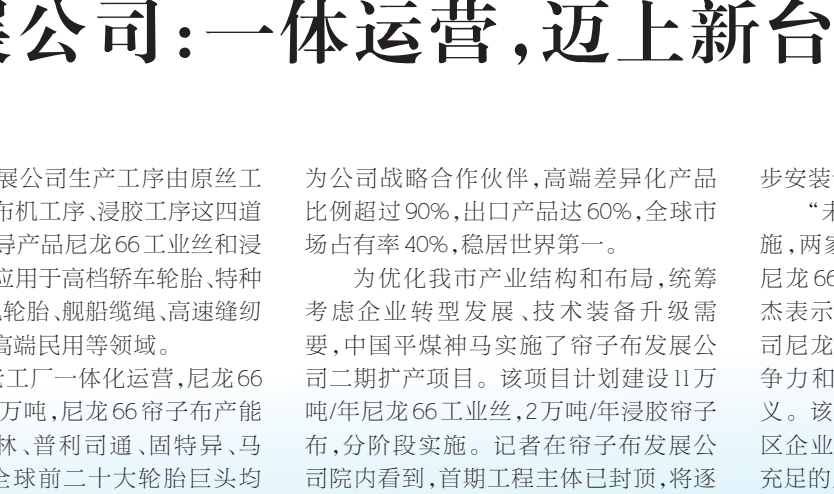 展公司：一体运营，迈上新台
展公司生产工序由原丝工
布机工序、浸胶工序这四道
导产品尼龙66工业丝和浸
应用于高档轿车轮胎、特种
轮胎、舰船缆绳、高速缝纫
高端民用等领域。
工厂一体化运营，尼龙66
万吨，尼龙66帘子布产能
林、普利司通、固特异、马
全球前二十大轮胎巨头均
为公司战略合作伙伴，高端差异化产品
比例超过90%，出口产品达60%，全球市
场占有率40%，稳居世界第一。
为优化我市产业结构和布局，统筹
考虑企业转型发展、技术装备升级需
要，中国平煤神马实施了帘子布发展公
司二期扩产项目。该项目计划建设11万
吨/年尼龙66工业丝，2万吨/年浸胶帘子
布，分阶段实施。记者在帘子布发展公
司院内看到，首期工程主体已封顶，将逐
步安装
“未
施，两家
尼龙66
杰表示
司尼龙
争力和
义。该
区企业
充足的